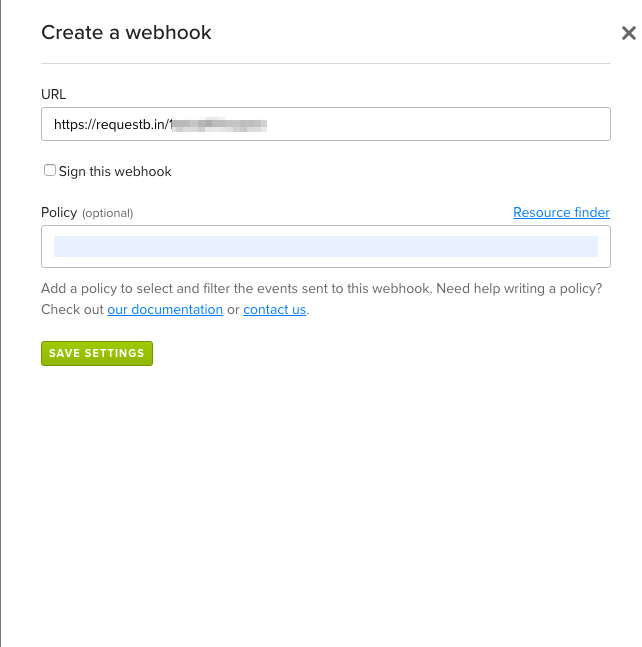 Create a webhook
URL
https://requestb.in/
Sign this webhook
Policy (optional) Resource finder
Add a policy to select and filter the events sent to this webhook. Need help writing a policy?
Check out our documentation or contact us.
SAVE SETTINGS